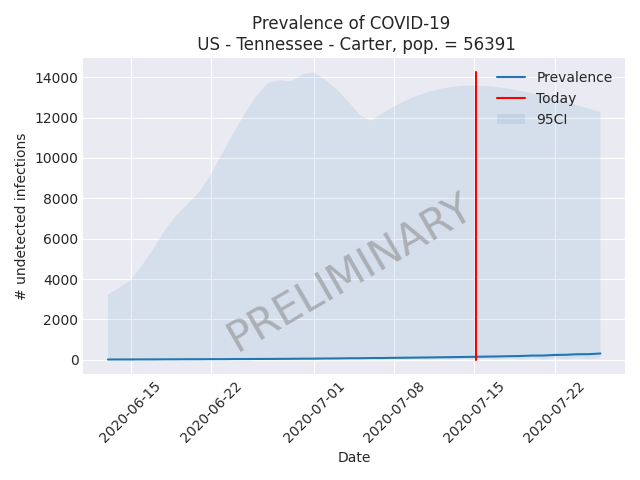 Prevalence of COVID-19
US - Tennessee - Carter, pop. = 56391
14000
12000
10000
8000
6000
4000
2000
0
# undetected infections
Prevalence
Today
95CI
PRELIMINARY
2020-06-15
2020-06-22
2020-07-01
2020-07-08
2020-07-15
2020-07-22
Date